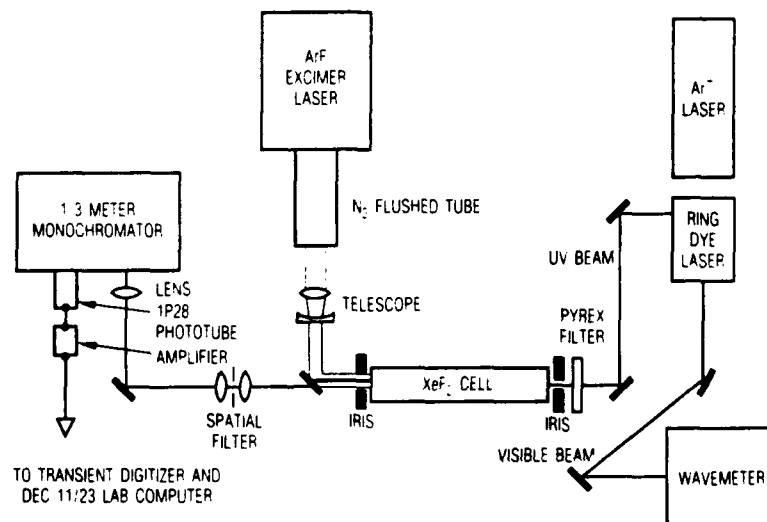 ArF
EXCIMER
LASER
Ar+
LASER
1 3 METER
MONOCHROMATOR
N2 FLUSHED TUBE
RING
DYE
LASER
UV BEAM
LENS
1P28
PHOTOTUBE
AMPLIFIER
TELESCOPE
PYREX
FILTER
XeF2 CELL
SPATIAL
FILTER
IRIS
IRIS
VISIBLE BEAM
WAVEMETER
TO TRANSIENT DIGITIZER AND
DEC 11/23 LAB COMPUTER